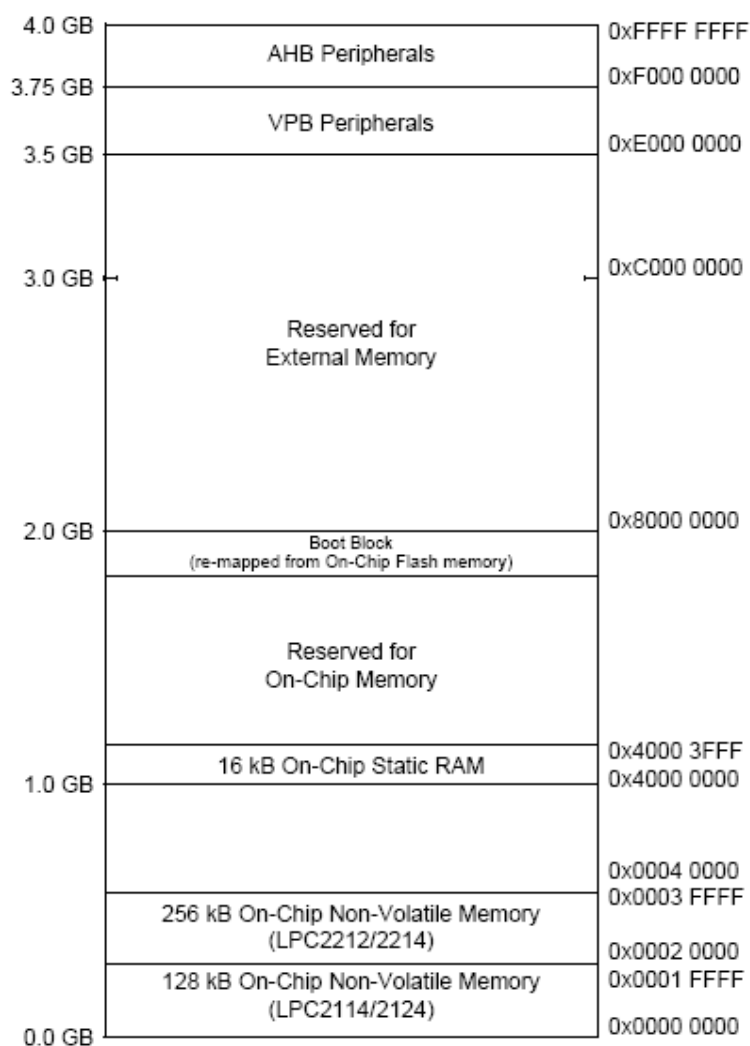 4.0 GB
0xFFFF FFFF
AHB Peripherals
3.75 GB
0xF000 0000
VPB Peripherals
3.5 GB
0xE000 0000
3.0 GB
0xC000 0000
Reserved for
External Memory
2.0 GB
0x8000 0000
Boot Block
(re-mapped from On-Chip Flash memory)
Reserved for
On-Chip Memory
0x4000 3FFF
16 kB On-Chip Static RAM
1.0 GB
0x4000 0000
0x0004 0000
0x0003 FFFF
256 kB On-Chip Non-Volatile Memory
(LPC2212/2214)
0x0002 0000
128 kB On-Chip Non-Volatile Memory
0x0001 FFFF
(LPC2114/2124)
0x0000 0000
0.0 GB